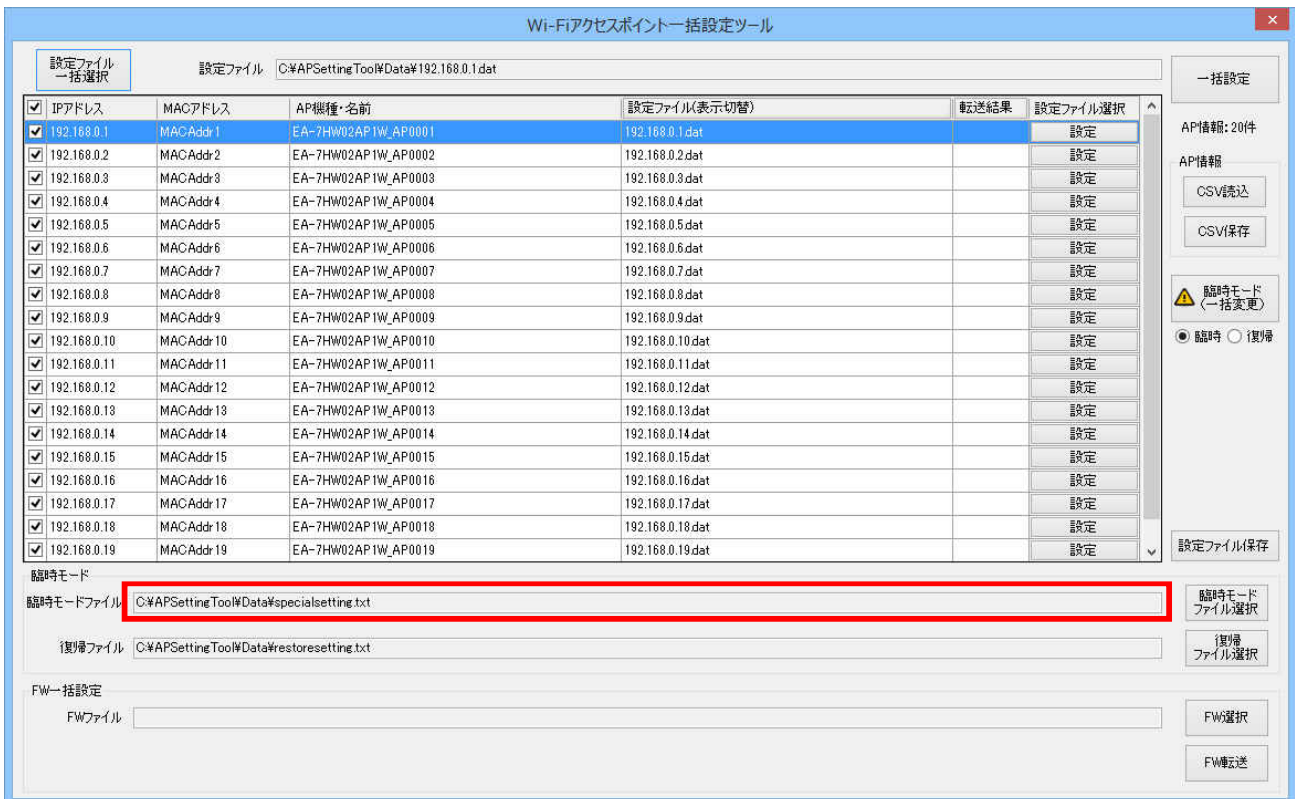 Wi-Fiアクセスポイント一括設定ツール
設定ファイル
一括選択
設定ファイル C:¥APSettingTool¥Data¥192.168.0.1.dat
一括設定
IPアドレス MACアドレス AP機種・名前 設定ファイル(表示切替) 転送結果 設定ファイル選択
192.168.0.1 MACAddr1 EA-7HW02AP1W_AP0001 192.168.0.1.dat 設定
192.168.0.2 MACAddr2 EA-7HW02AP1W_AP0002 192.168.0.2.dat 設定
192.168.0.3 MACAddr3 EA-7HW02AP1W_AP0003 192.168.0.3.dat 設定
192.168.0.4 MACAddr4 EA-7HW02AP1W_AP0004 192.168.0.4.dat 設定
192.168.0.5 MACAddr5 EA-7HW02AP1W_AP0005 192.168.0.5.dat 設定
192.168.0.6 MACAddr6 EA-7HW02AP1W_AP0006 192.168.0.6.dat 設定
192.168.0.7 MACAddr7 EA-7HW02AP1W_AP0007 192.168.0.7.dat 設定
192.168.0.8 MACAddr8 EA-7HW02AP1W_AP0008 192.168.0.8.dat 設定
192.168.0.9 MACAddr9 EA-7HW02AP1W_AP0009 192.168.0.9.dat 設定
192.168.0.10 MACAddr10 EA-7HW02AP1W_AP0010 192.168.0.10.dat 設定
192.168.0.11 MACAddr11 EA-7HW02AP1W_AP0011 192.168.0.11.dat 設定
192.168.0.12 MACAddr12 EA-7HW02AP1W_AP0012 192.168.0.12.dat 設定
192.168.0.13 MACAddr13 EA-7HW02AP1W_AP0013 192.168.0.13.dat 設定
192.168.0.14 MACAddr14 EA-7HW02AP1W_AP0014 192.168.0.14.dat 設定
192.168.0.15 MACAddr15 EA-7HW02AP1W_AP0015 192.168.0.15.dat 設定
192.168.0.16 MACAddr16 EA-7HW02AP1W_AP0016 192.168.0.16.dat 設定
192.168.0.17 MACAddr17 EA-7HW02AP1W_AP0017 192.168.0.17.dat 設定
192.168.0.18 MACAddr18 EA-7HW02AP1W_AP0018 192.168.0.18.dat 設定
192.168.0.19 MACAddr19 EA-7HW02AP1W_AP0019 192.168.0.19.dat 設定
AP情報: 20件
AP情報
CSV読込
CSV保存
臨時モード
(一括変更)
臨時 復帰
設定ファイル保存
臨時モード
臨時モードファイル C:¥APSettingTool¥Data¥specialsetting.txt
臨時モード
ファイル選択
復帰ファイル C:¥APSettingTool¥Data¥restoresetting.txt
復帰
ファイル選択
FW一括設定
FWファイル
FW選択
FW転送